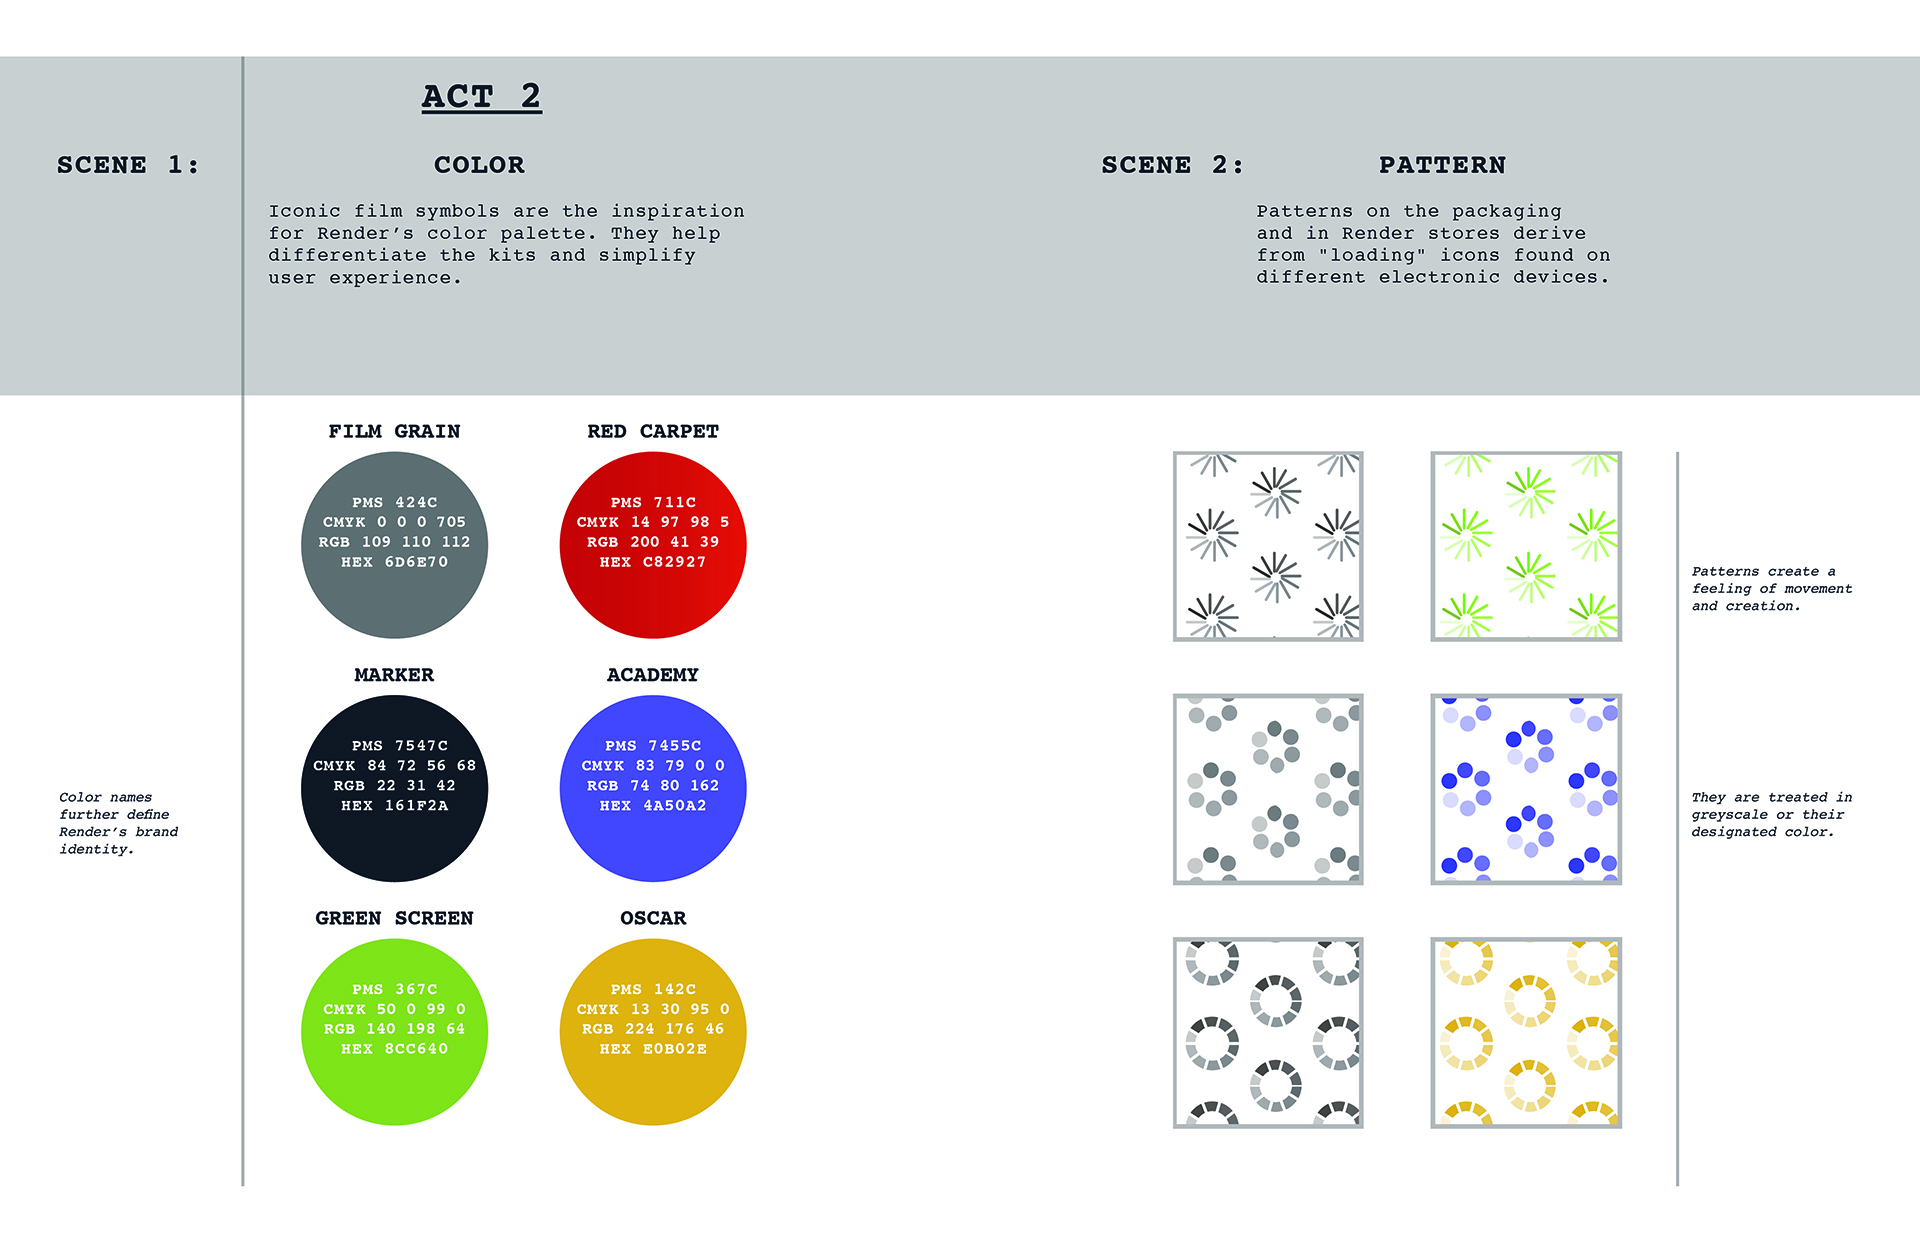 ACT 2
SCENE 1:
COLOR
Iconic film symbols are the inspiration
for Render's color palette. They help
differentiate the kits and simplify
user experience.
SCENE 2:
PATTERN
Patterns on the packaging
and in Render stores derive
from "loading" icons found on
different electronic devices.
Color names
further define
Render's brand
identity.
FILM GRAIN
PMS 424C
CMYK 0 0 0 705
RGB 109 110 112
HEX 6D6E70
RED CARPET
PMS 711C
CMYK 14 97 98 5
RGB 200 41 39
HEX C82927
MARKER
PMS 7547C
CMYK 84 72 56 68
RGB 22 31 42
HEX 161F2A
ACADEMY
PMS 7455C
CMYK 83 79 0 0
RGB 74 80 162
HEX 4A50A2
GREEN SCREEN
PMS 367C
CMYK 50 0 99 0
RGB 140 198 64
HEX 8CC640
OSCAR
PMS 142C
CMYK 13 30 95 0
RGB 224 176 46
HEX E0B02E
Patterns create a
feeling of movement
and creation.
They are treated in
greyscale or their
designated color.